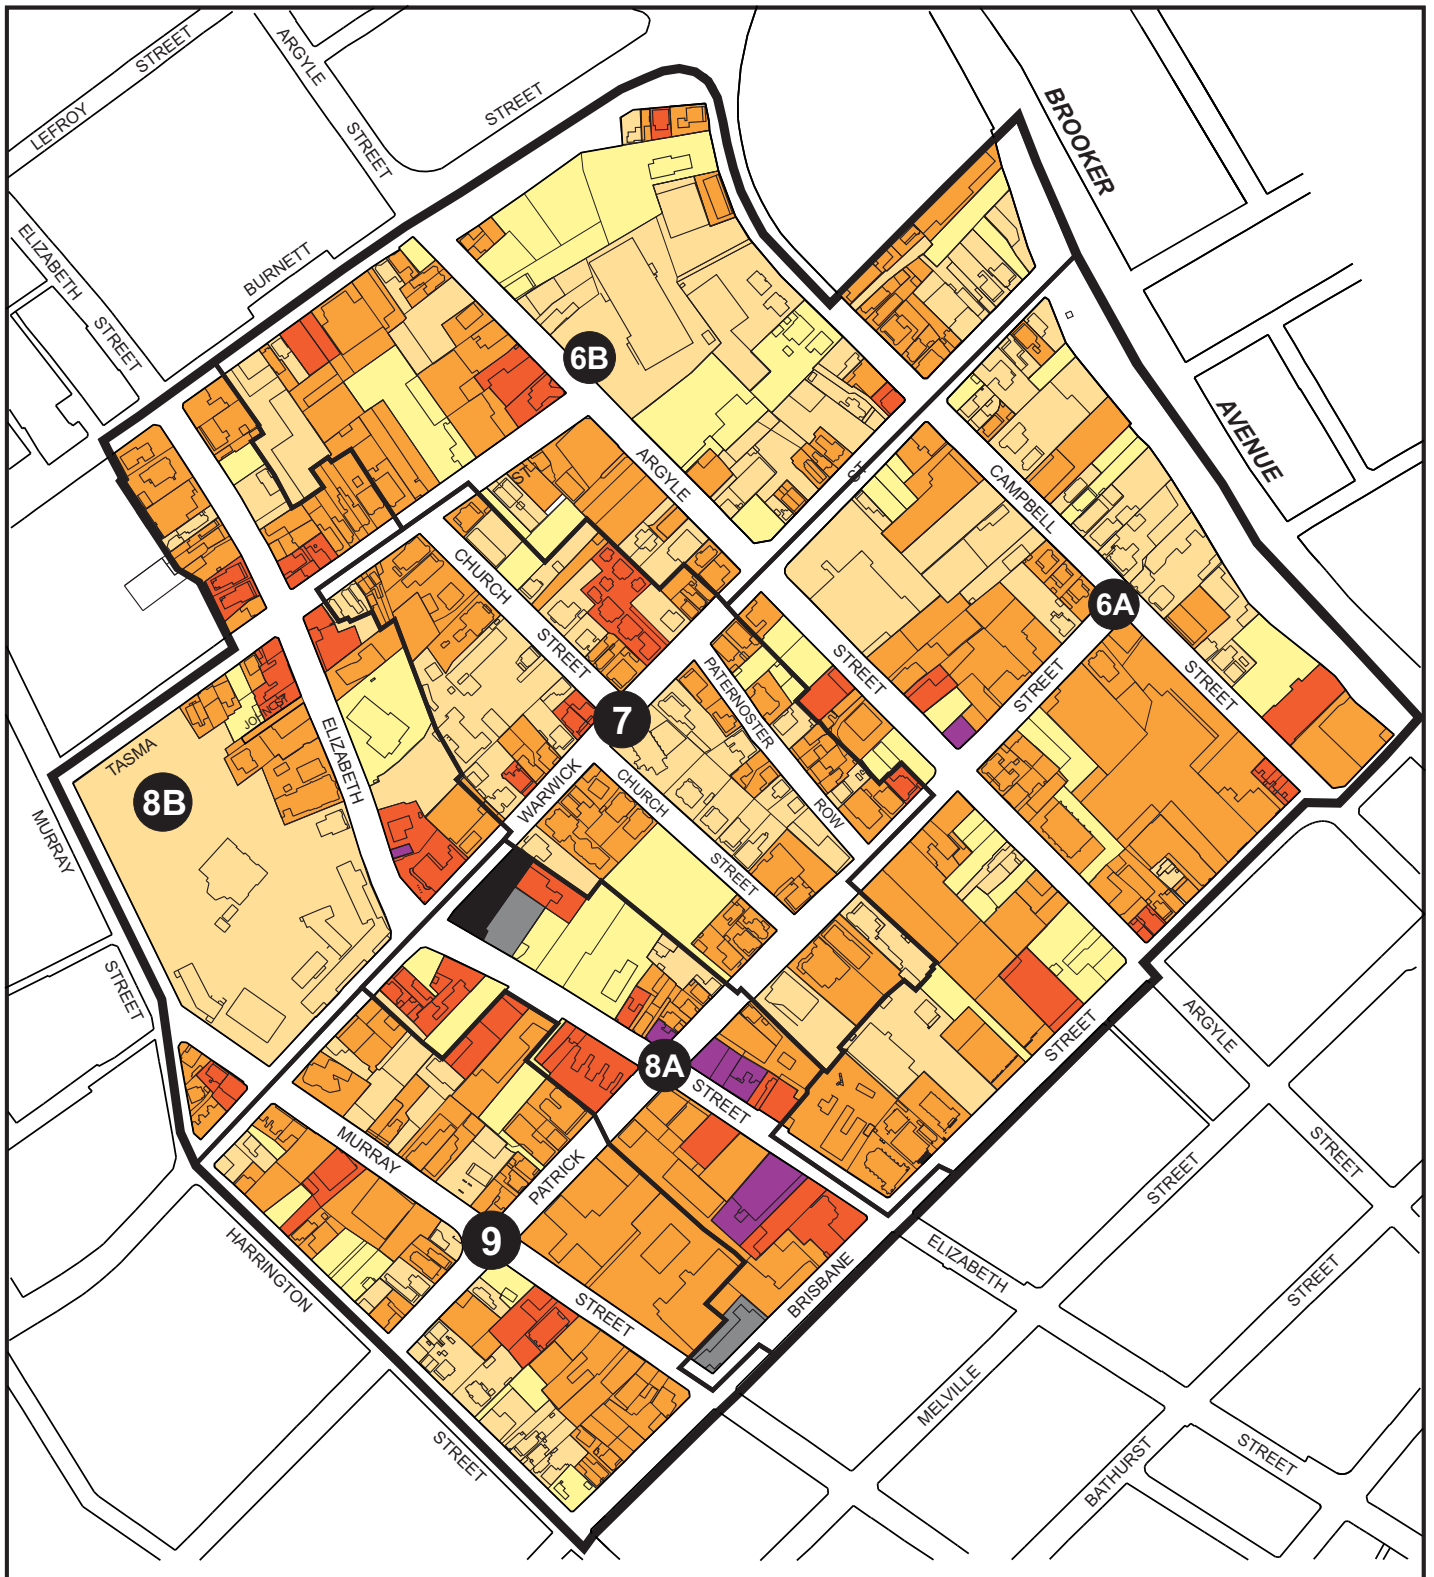 LEFROY
STREET
ARGYLE
STREET
STREET
BROOKER
AVENUE
ELIZABETH
STREET
BURNETT
6B
ST
ARGYLE
ST
CAMPBELL
6A
STREET
CHURCH
STREET
7
PATERNOSTER
ROW
STREET
STREET
JOHNS
TASMA
8B
ELIZABETH
WARWICK
CHURCH
STREET
MURRAY
STREET
8A
STREET
STREET
ARGYLE
STREET
MURRAY
PATRICK
9
STREET
HARRINGTON
STREET
BRISBANE
ELIZABETH
STREET
STREET
MELVILLE
BATHURST
STREET